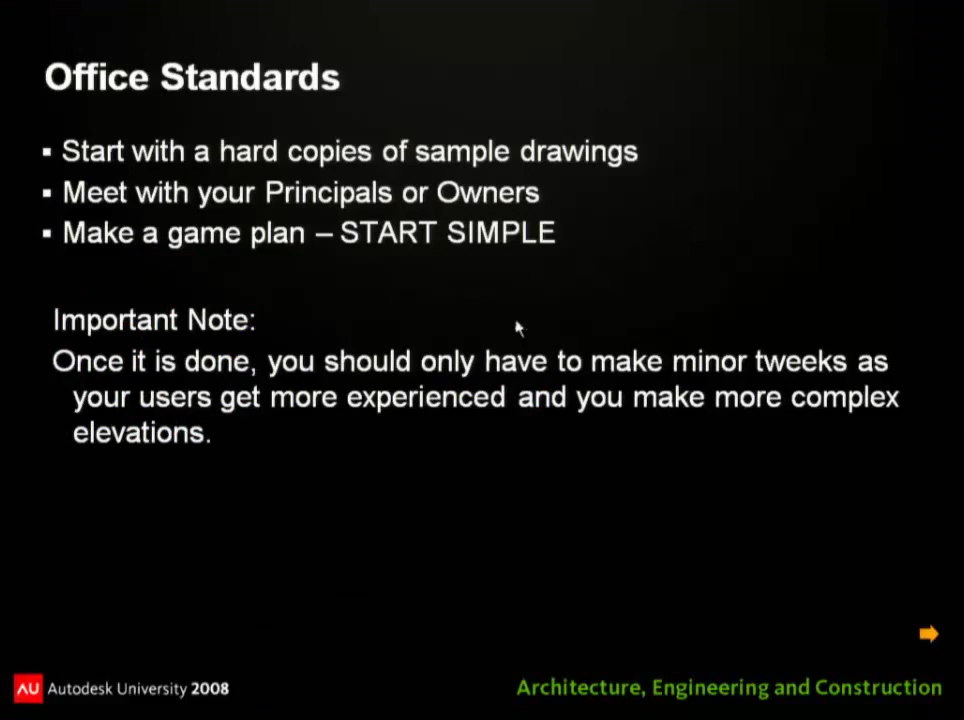 Office Standards
▪ Start with a hard copies of sample drawings
▪ Meet with your Principals or Owners
▪ Make a game plan – START SIMPLE
Important Note:
Once it is done, you should only have to make minor tweeks as
your users get more experienced and you make more complex
elevations.
AU Autodesk University 2008
Architecture, Engineering and Construction